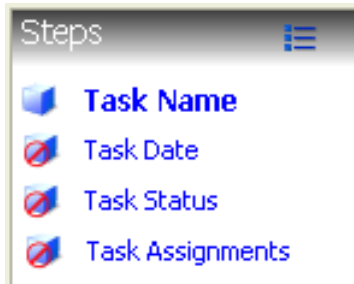 Steps
Task Name
Task Date
Task Status
Task Assignments